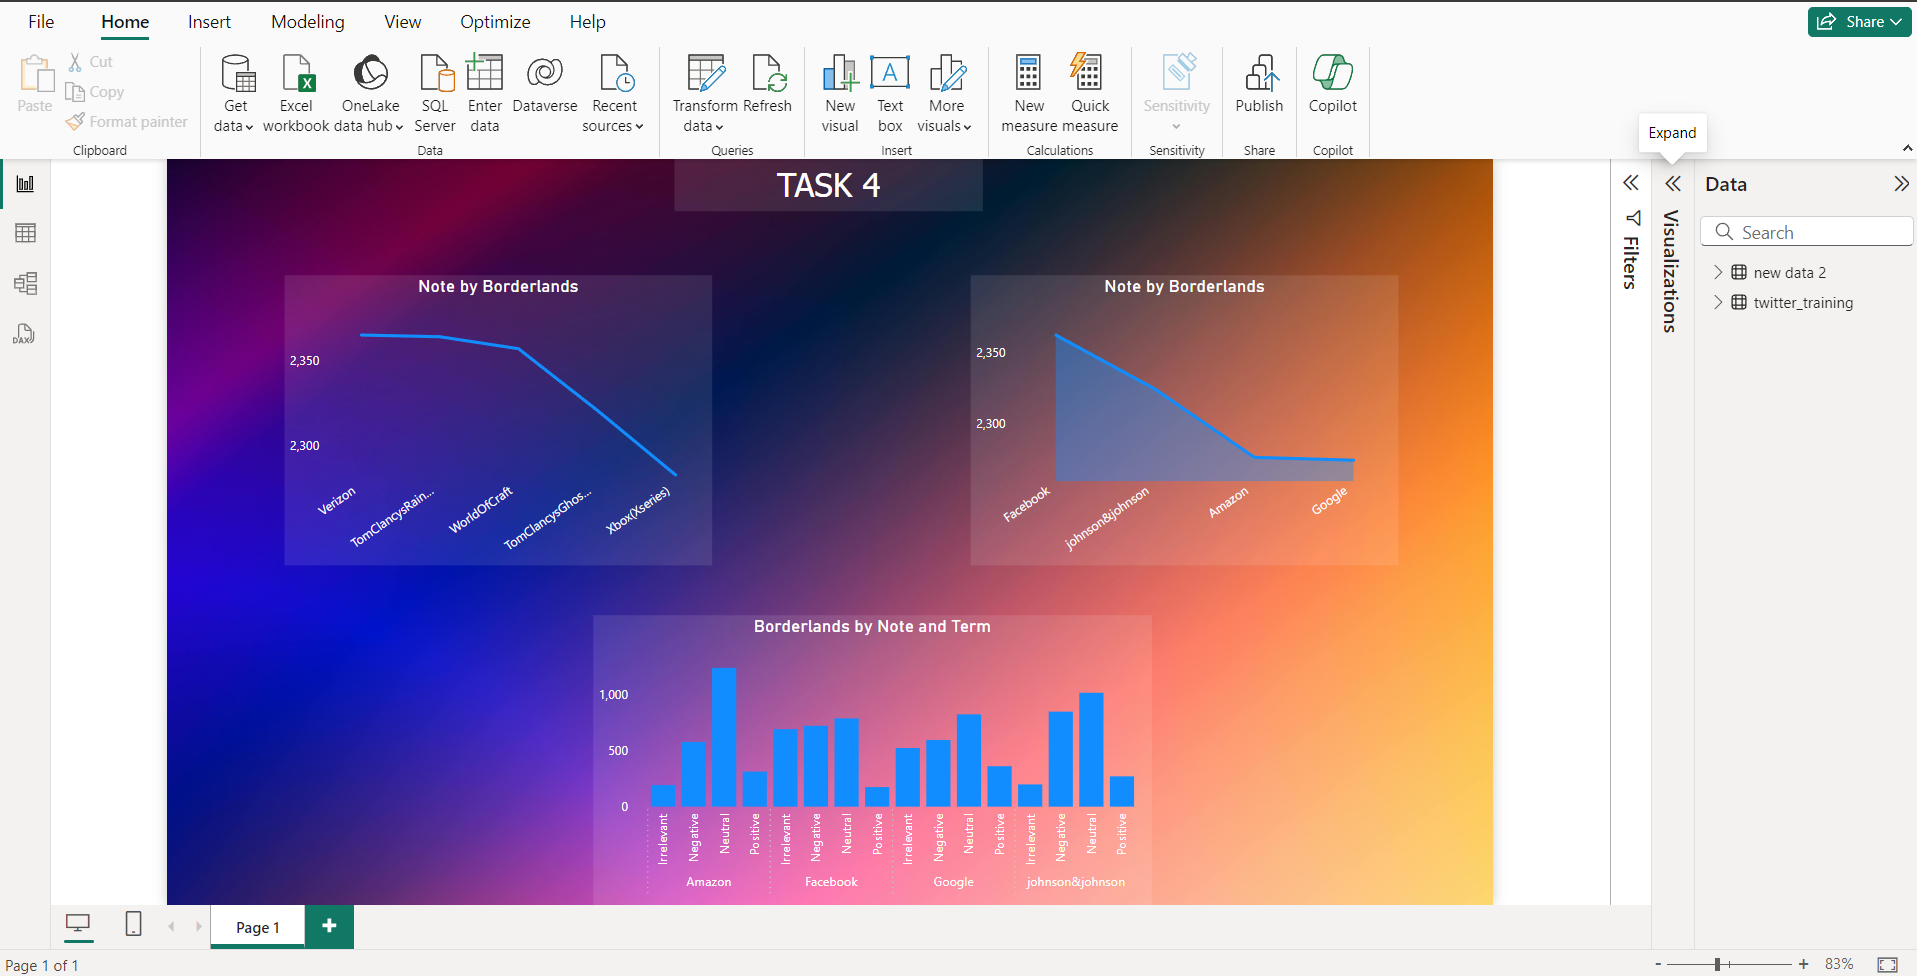 File Home Insert Modeling View Optimize Help Share
Paste
Cut
Copy
Format painter
Clipboard
Get data
Excel workbook
OneLake data hub
SQL Server
Enter data
Dataverse
Recent sources
Data
Transform data
Refresh
Queries
New visual
Text box
More visuals
Insert
New measure
Quick measure
Calculations
Sensitivity
Sensitivity
Publish
Share
Copilot
Copilot
Expand
DAX
TASK 4
Note by Borderlands
2,350
2,300
Verizon
TomClancysRain...
WorldOfCraft
TomClancysGhos...
Xbox(Xseries)
Note by Borderlands
2,350
2,300
Facebook
johnson&johnson
Amazon
Google
Borderlands by Note and Term
1,000
500
0
Irrelevant Negative Neutral Positive Irrelevant Negative Neutral Positive Irrelevant Negative Neutral Positive Irrelevant Negative Neutral Positive
Amazon Facebook Google johnson&johnson
Filters
Visualizations
Data
Search
new data 2
twitter_training
Page 1
Page 1 of 1
- + 83%